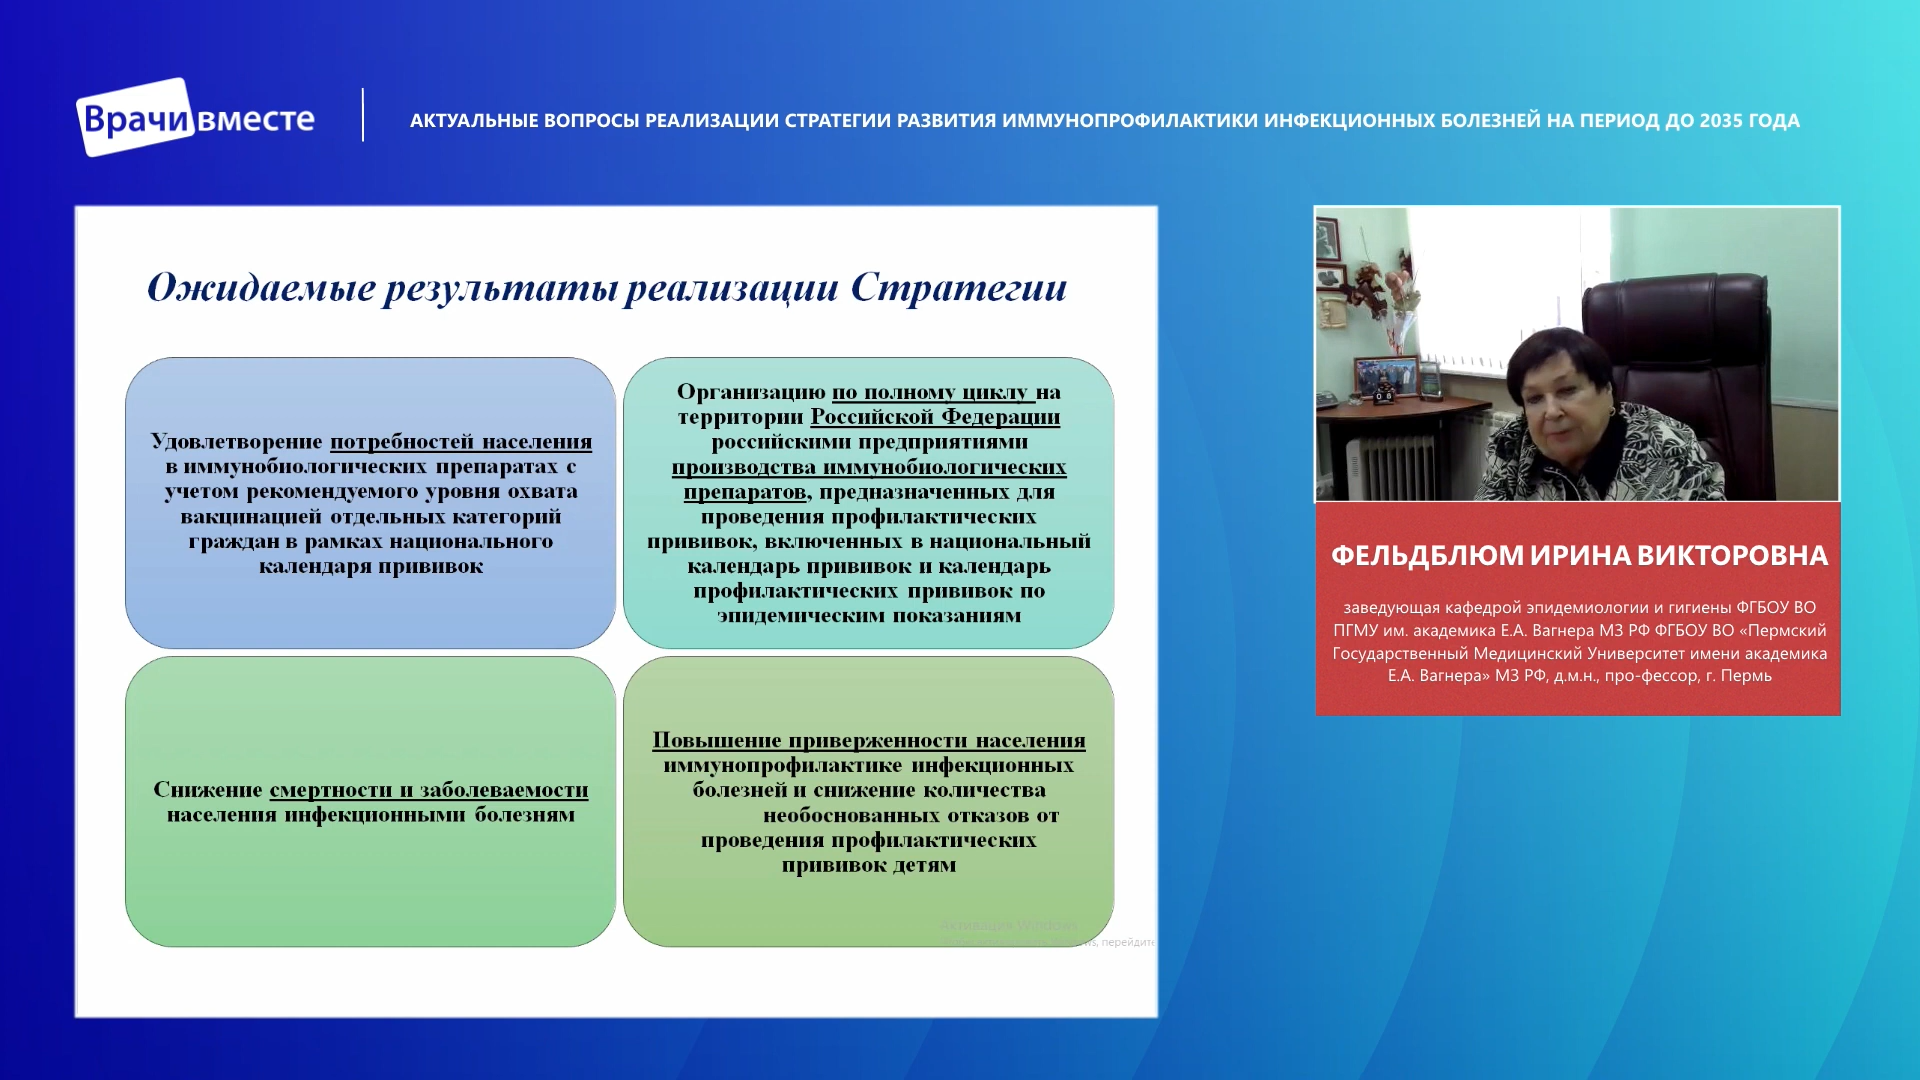 Врачи вместе
АКТУАЛЬНЫЕ ВОПРОСЫ РЕАЛИЗАЦИИ СТРАТЕГИИ РАЗВИТИЯ ИММУНОПРОФИЛАКТИКИ ИНФЕКЦИОННЫХ БОЛЕЗНЕЙ НА ПЕРИОД ДО 2035 ГОДА
Ожидаемые результаты реализации Стратегии
Удовлетворение потребностей населения
в иммунобиологических препаратах с
учетом рекомендуемого уровня охвата
вакцинацией отдельных категорий
граждан в рамках национального
календаря прививок
Организацию по полному циклу на
территории Российской Федерации
российскими предприятиями
производства иммунобиологических
препаратов, предназначенных для
проведения профилактических
прививок, включенных в национальный
календарь прививок и календарь
профилактических прививок по
эпидемическим показаниям
Снижение смертности и заболеваемости
населения инфекционными болезням
Повышение приверженности населения
иммунопрофилактике инфекционных
болезней и снижение количества
необоснованных отказов от
проведения профилактических
прививок детям
Активация Windows
перейдите
08
ФЕЛЬДБЛЮМ ИРИНА ВИКТОРОВНА
заведующая кафедрой эпидемиологии и гигиены ФГБОУ ВО
ПГМУ им. академика Е.А. Вагнера МЗ РФ ФГБОУ ВО «Пермский
Государственный Медицинский Университет имени академика
Е.А. Вагнера» МЗ РФ, д.м.н., про-фессор, г. Пермь